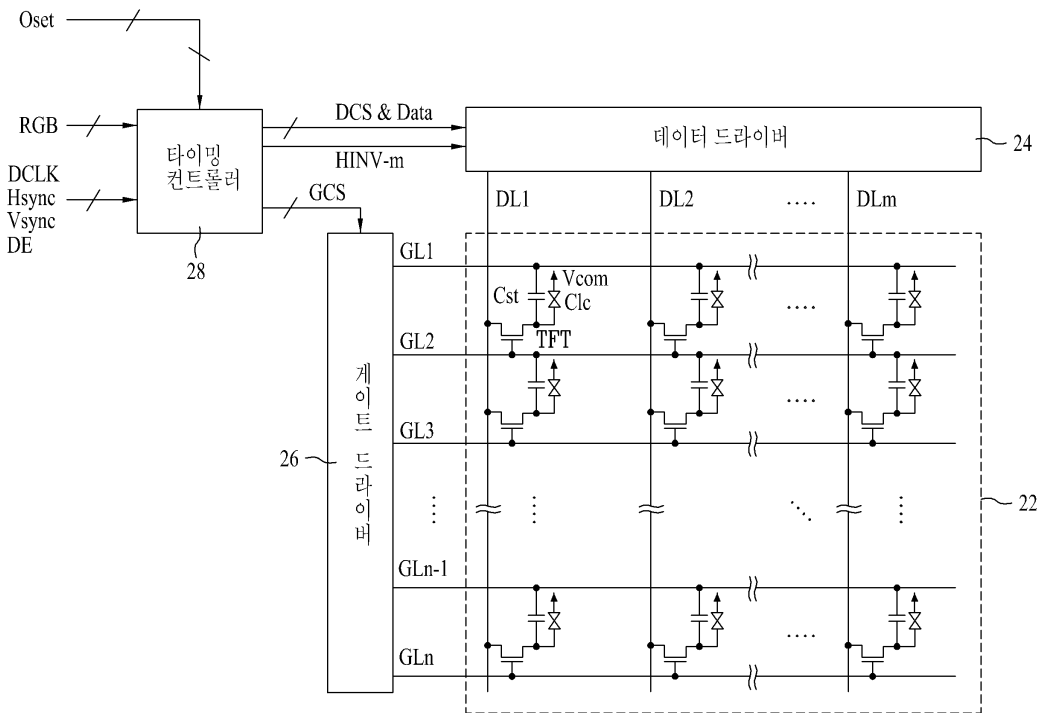 Oset
RGB
DCLK
Hsync
Vsync
DE
타이밍
컨트롤러
28
DCS & Data
HINV-m
GCS
데이터 드라이버
24
DL1
DL2
....
DLm
게이트 드라이버
26
GL1
Cst
Vcom
Clc
TFT
....
GL2
....
GL3
22
GLn-1
....
GLn